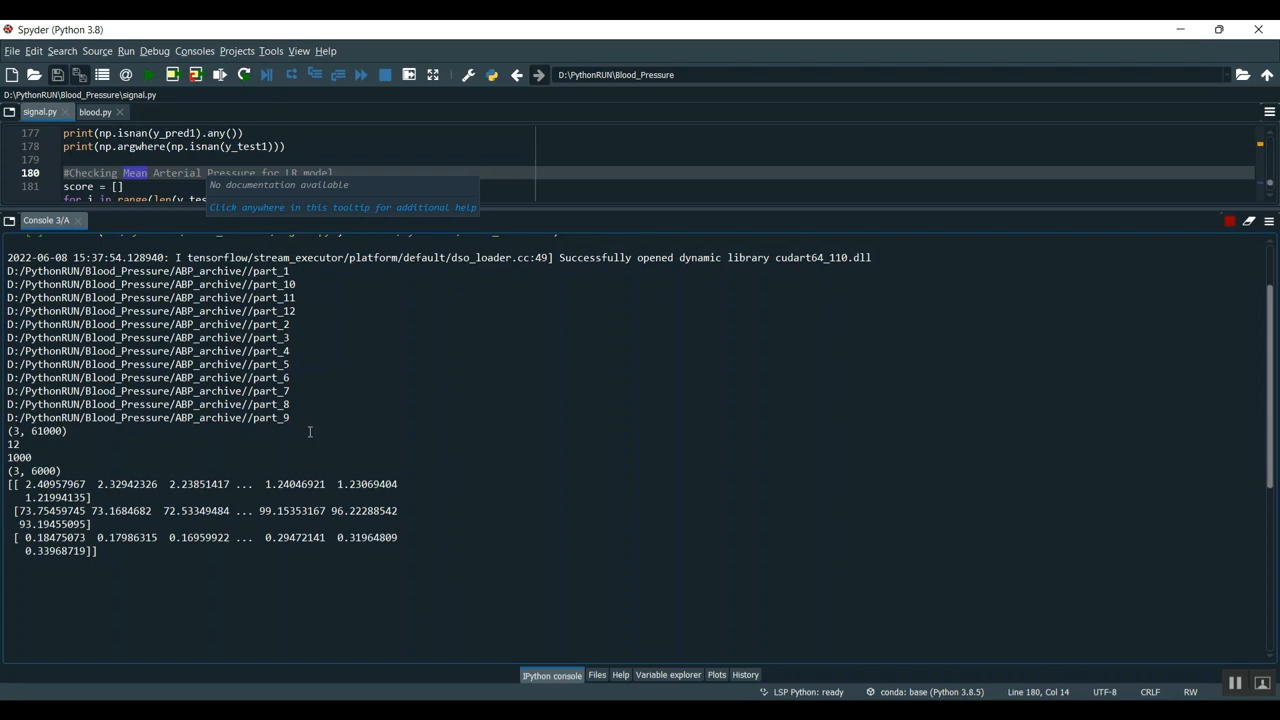 Spyder (Python 3.8)
File Edit Search Source Run Debug Consoles Projects Tools View Help
D:\PythonRUN\Blood_Pressure
D:\PythonRUN\Blood_Pressure\signal.py
signal.py blood.py
177 print(np.isnan(y_pred1).any())
178 print(np.argwhere(np.isnan(y_test1)))
179
180 #Checking Mean Arterial Pressure for LR model
181 score = []
for i in range(len(y_tes
No documentation available
Click anywhere in this tooltip for additional help
Console 3/A
2022-06-08 15:37:54.128940: I tensorflow/stream_executor/platform/default/dso_loader.cc:49] Successfully opened dynamic library cudart64_110.dll
D:/PythonRUN/Blood_Pressure/ABP_archive//part_1
D:/PythonRUN/Blood_Pressure/ABP_archive//part_10
D:/PythonRUN/Blood_Pressure/ABP_archive//part_11
D:/PythonRUN/Blood_Pressure/ABP_archive//part_12
D:/PythonRUN/Blood_Pressure/ABP_archive//part_2
D:/PythonRUN/Blood_Pressure/ABP_archive//part_3
D:/PythonRUN/Blood_Pressure/ABP_archive//part_4
D:/PythonRUN/Blood_Pressure/ABP_archive//part_5
D:/PythonRUN/Blood_Pressure/ABP_archive//part_6
D:/PythonRUN/Blood_Pressure/ABP_archive//part_7
D:/PythonRUN/Blood_Pressure/ABP_archive//part_8
D:/PythonRUN/Blood_Pressure/ABP_archive//part_9
(3, 61000)
12
1000
(3, 6000)
[[ 2.40957967 2.32942326 2.23851417 ... 1.24046921 1.23069404
1.21994135]
[73.75459745 73.1684682 72.53349484 ... 99.15353167 96.22288542
93.19455095]
[ 0.18475073 0.17986315 0.16959922 ... 0.29472141 0.31964809
0.33968719]]
IPython console Files Help Variable explorer Plots History
LSP Python: ready conda: base (Python 3.8.5) Line 180, Col 14 UTF-8 CRLF RW